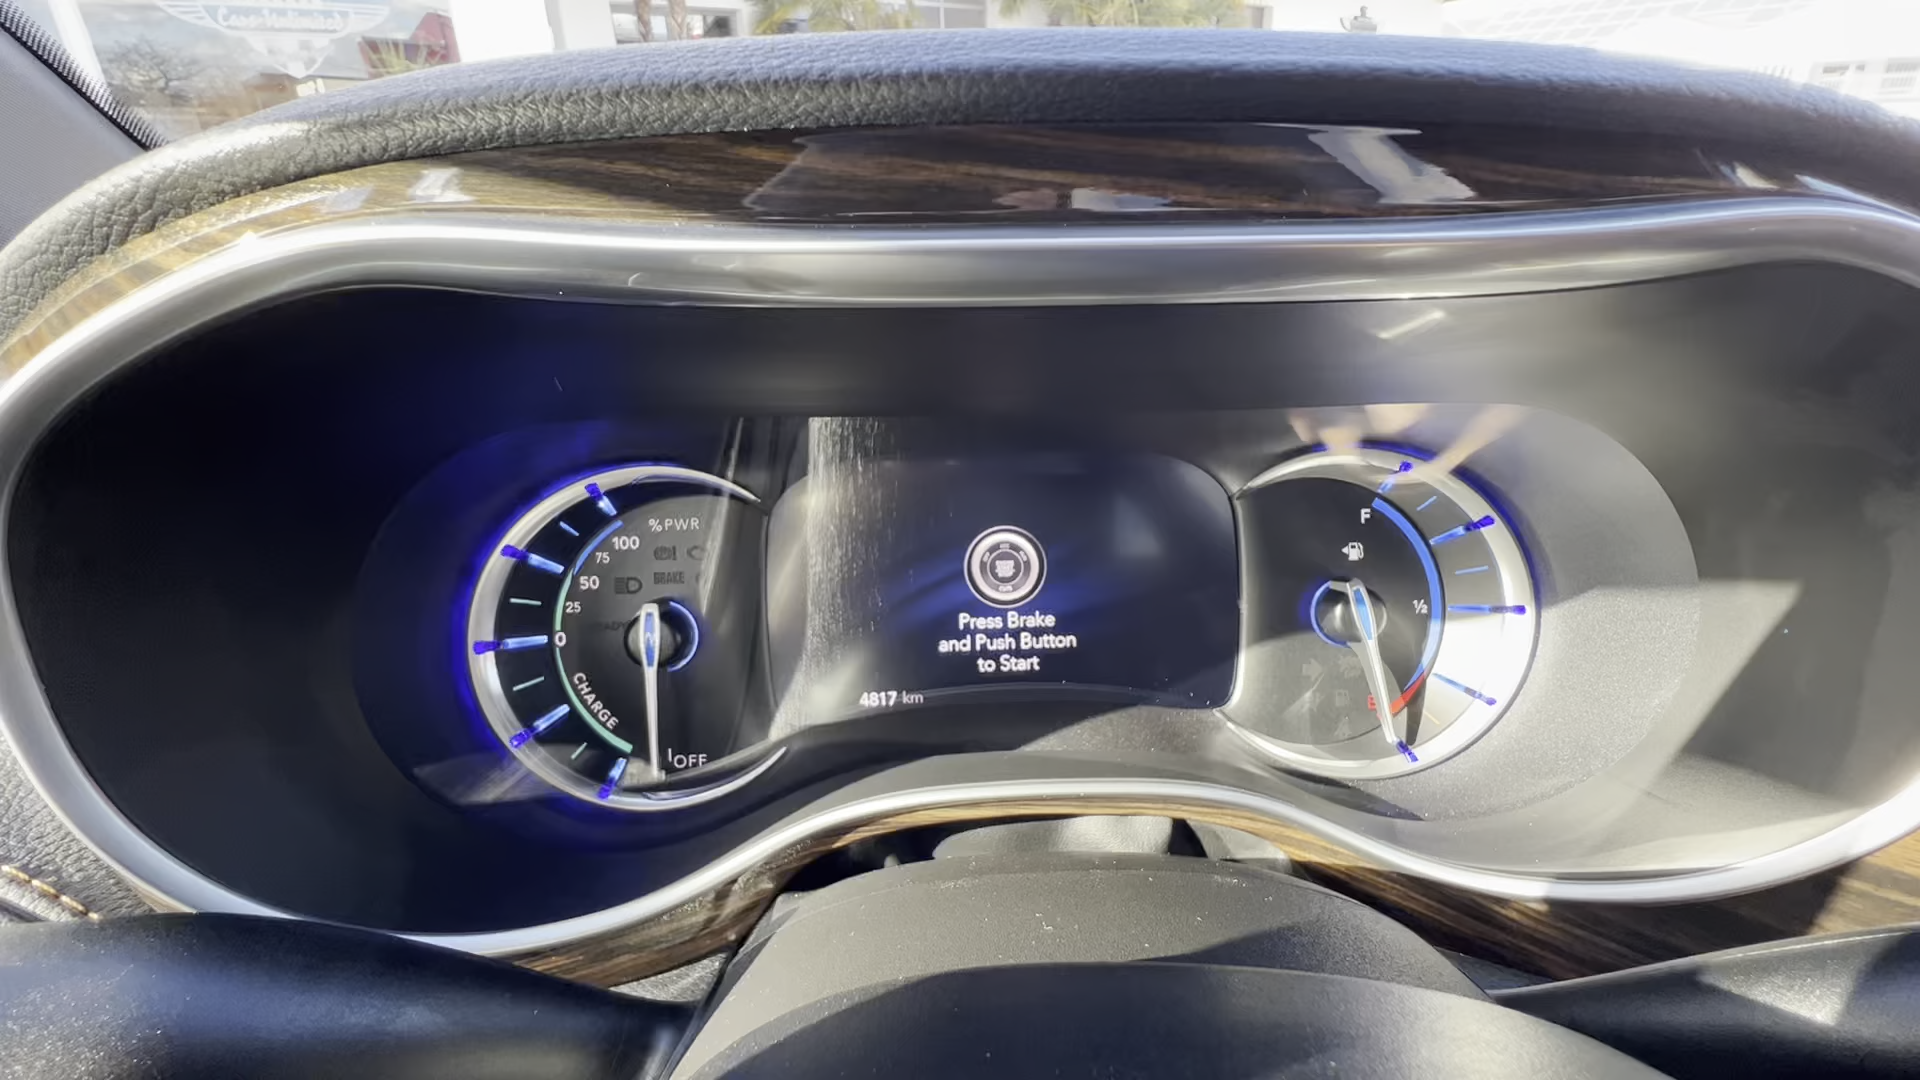 %PWR
100
75
50
BRAKE
25
0
CHARGE
OFF
Press Brake
and Push Button
to Start
4817 km
F
½
E